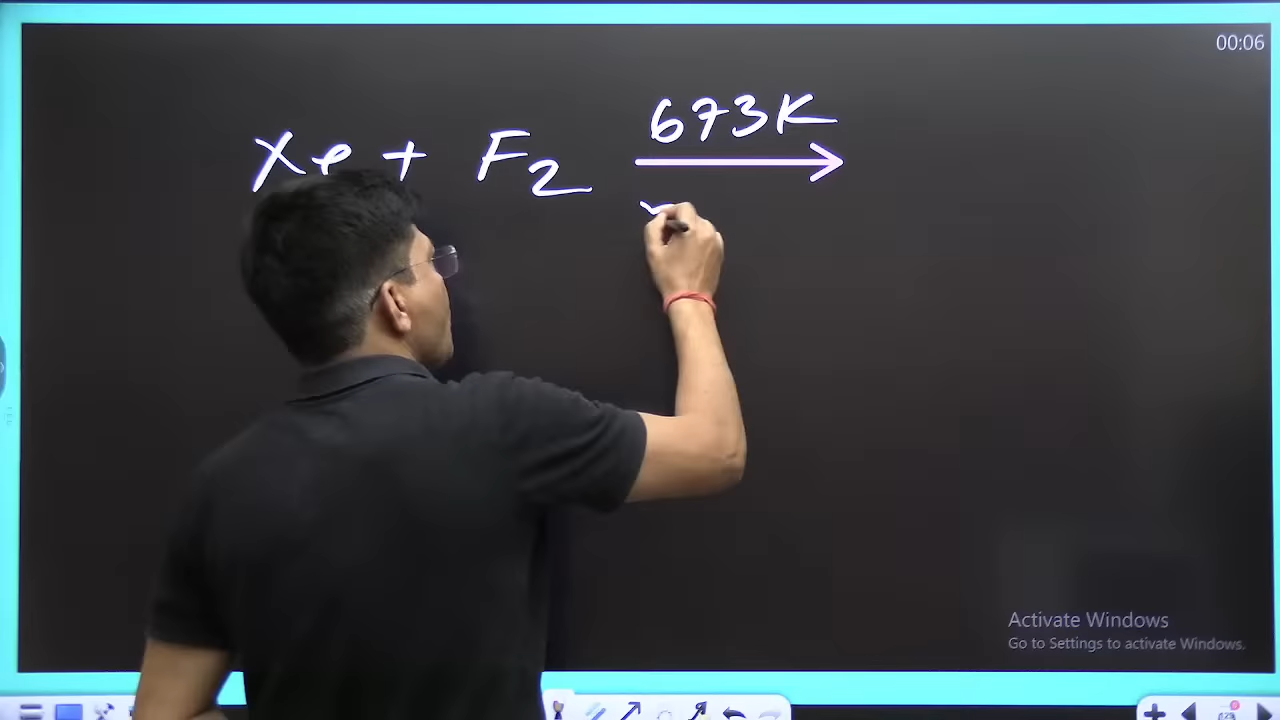 00:06
673K
Xe + F2 ⟶
Activate Windows
Go to Settings to activate Windows.